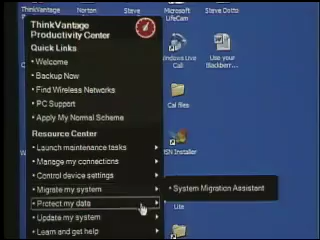 ThinkVantage
Norton
Steve
Microsoft
LifeCam
Steve Dotto
ThinkVantage
Productivity Center
Quick Links
• Welcome
• Backup Now
• Find Wireless Networks
• PC Support
• Apply My Normal Scheme
Resource Center
• Launch maintenance tasks
• Manage my connections
• Control device settings
• Migrate my system
• Protect my data
• Update my system
• Learn and get help
• System Migration Assistant
Windows Live
Call
Use your
Blackberr...
Cal files
Installer
Lite